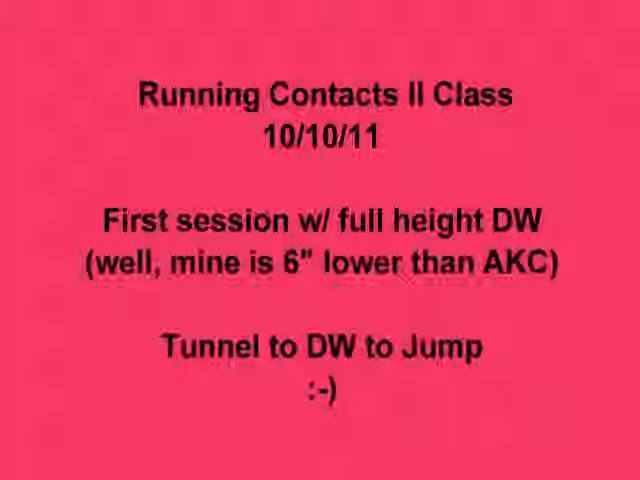 Running Contacts II Class
10/10/11
First session w/ full height DW
(well, mine is 6" lower than AKC)
Tunnel to DW to Jump
:-)